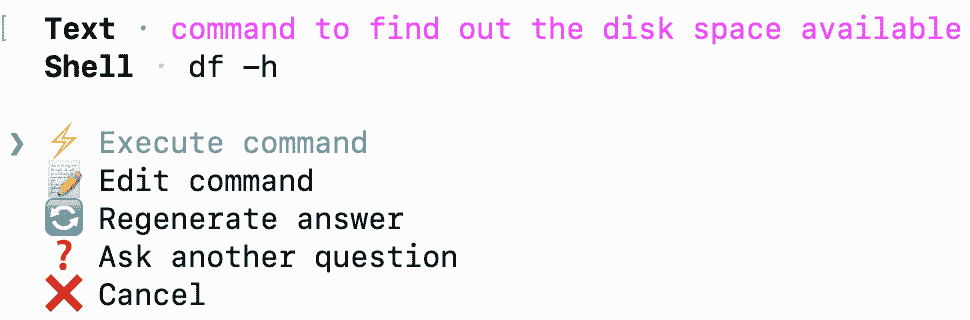 Text · command to find out the disk space available
Shell · df -h

❯ ⚡ Execute command
📝 Edit command
🔄 Regenerate answer
❓ Ask another question
❌ Cancel